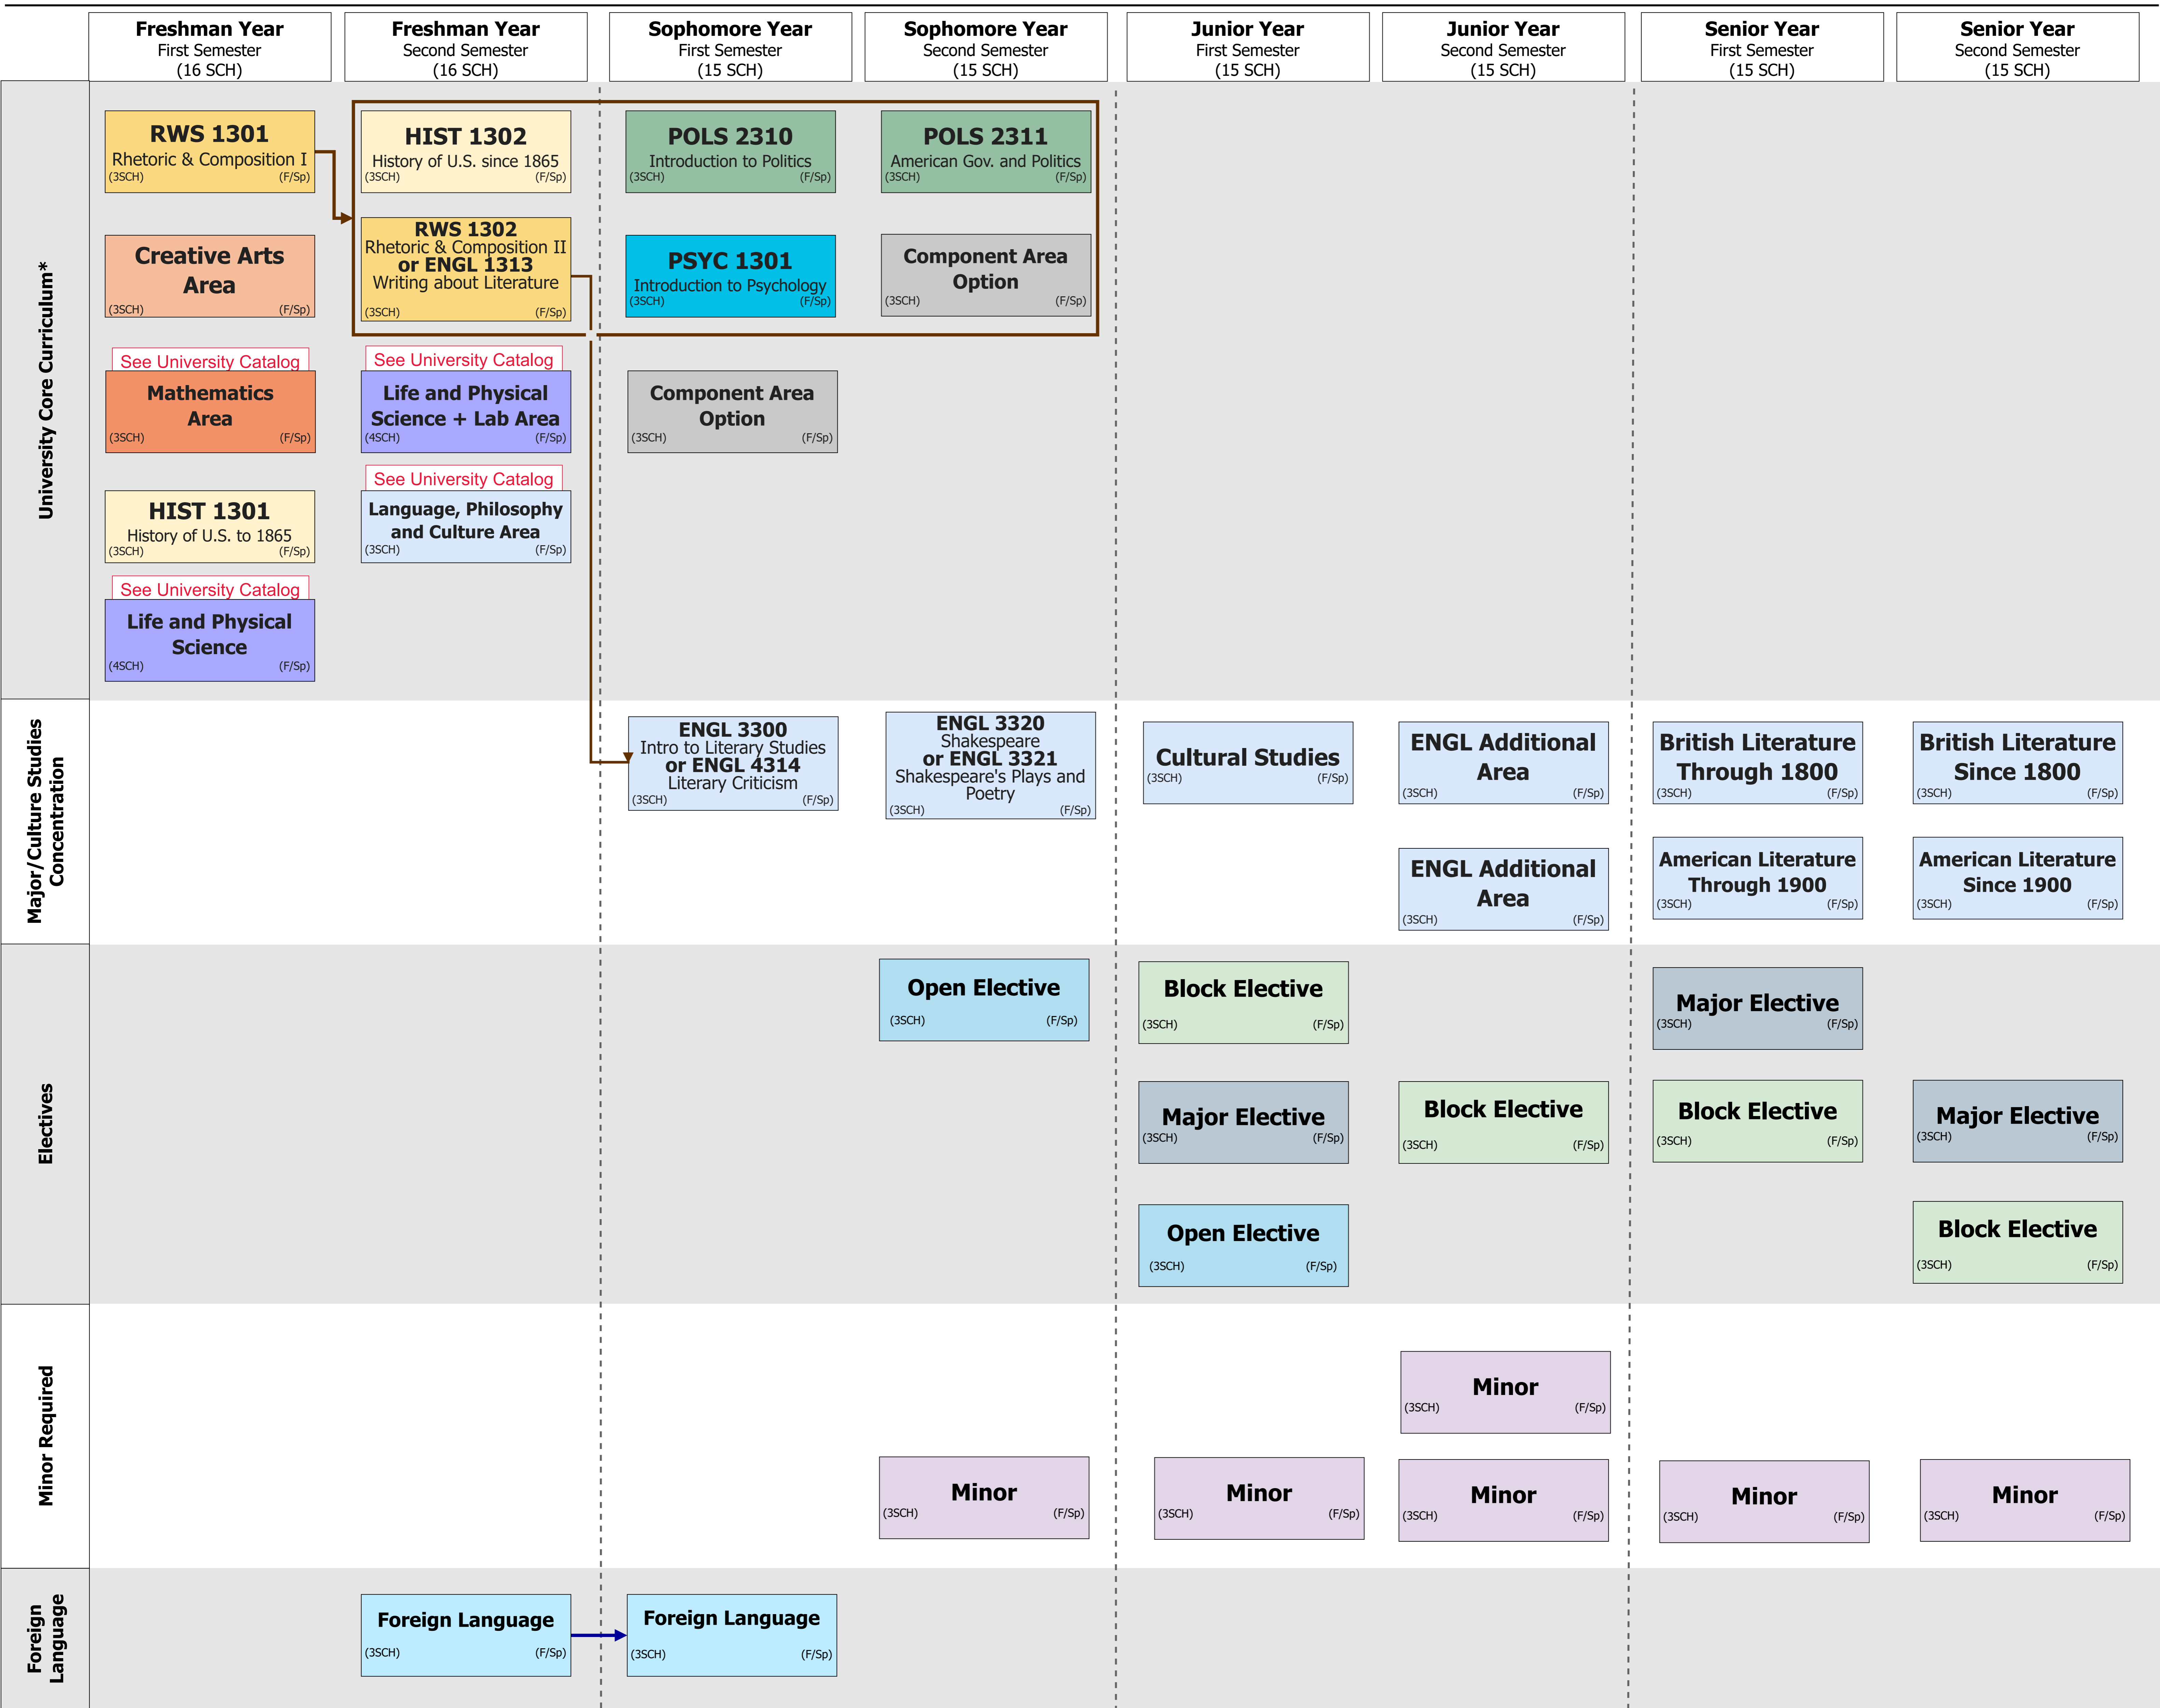 Freshman Year
First Semester
(16 SCH)
Freshman Year
Second Semester
(16 SCH)
Sophomore Year
First Semester
(15 SCH)
Sophomore Year
Second Semester
(15 SCH)
Junior Year
First Semester
(15 SCH)
Junior Year
Second Semester
(15 SCH)
Senior Year
First Semester
(15 SCH)
Senior Year
Second Semester
(15 SCH)
University Core Curriculum*
RWS 1301
Rhetoric & Composition I
(3SCH) (F/Sp)
HIST 1302
History of U.S. since 1865
(3SCH) (F/Sp)
POLS 2310
Introduction to Politics
(3SCH) (F/Sp)
POLS 2311
American Gov. and Politics
(3SCH) (F/Sp)
Creative Arts
Area
(3SCH) (F/Sp)
RWS 1302
Rhetoric & Composition II
or ENGL 1313
Writing about Literature
(3SCH) (F/Sp)
PSYC 1301
Introduction to Psychology
(3SCH) (F/Sp)
Component Area
Option
(3SCH) (F/Sp)
See University Catalog
Mathematics
Area
(3SCH) (F/Sp)
See University Catalog
Life and Physical
Science + Lab Area
(4SCH) (F/Sp)
Component Area
Option
(3SCH) (F/Sp)
HIST 1301
History of U.S. to 1865
(3SCH) (F/Sp)
See University Catalog
Language, Philosophy
and Culture Area
(3SCH) (F/Sp)
See University Catalog
Life and Physical
Science
(4SCH) (F/Sp)
Major/Culture Studies
Concentration
ENGL 3300
Intro to Literary Studies
or ENGL 4314
Literary Criticism
(3SCH) (F/Sp)
ENGL 3320
Shakespeare
or ENGL 3321
Shakespeare's Plays and
Poetry
(3SCH) (F/Sp)
Cultural Studies
(3SCH) (F/Sp)
ENGL Additional
Area
(3SCH) (F/Sp)
British Literature
Through 1800
(3SCH) (F/Sp)
British Literature
Since 1800
(3SCH) (F/Sp)
ENGL Additional
Area
(3SCH) (F/Sp)
American Literature
Through 1900
(3SCH) (F/Sp)
American Literature
Since 1900
(3SCH) (F/Sp)
Electives
Open Elective
(3SCH) (F/Sp)
Block Elective
(3SCH) (F/Sp)
Major Elective
(3SCH) (F/Sp)
Major Elective
(3SCH) (F/Sp)
Block Elective
(3SCH) (F/Sp)
Block Elective
(3SCH) (F/Sp)
Major Elective
(3SCH) (F/Sp)
Open Elective
(3SCH) (F/Sp)
Block Elective
(3SCH) (F/Sp)
Minor Required
Minor
(3SCH) (F/Sp)
Minor
(3SCH) (F/Sp)
Minor
(3SCH) (F/Sp)
Minor
(3SCH) (F/Sp)
Minor
(3SCH) (F/Sp)
Minor
(3SCH) (F/Sp)
Foreign
Language
Foreign Language
(3SCH) (F/Sp)
Foreign Language
(3SCH) (F/Sp)